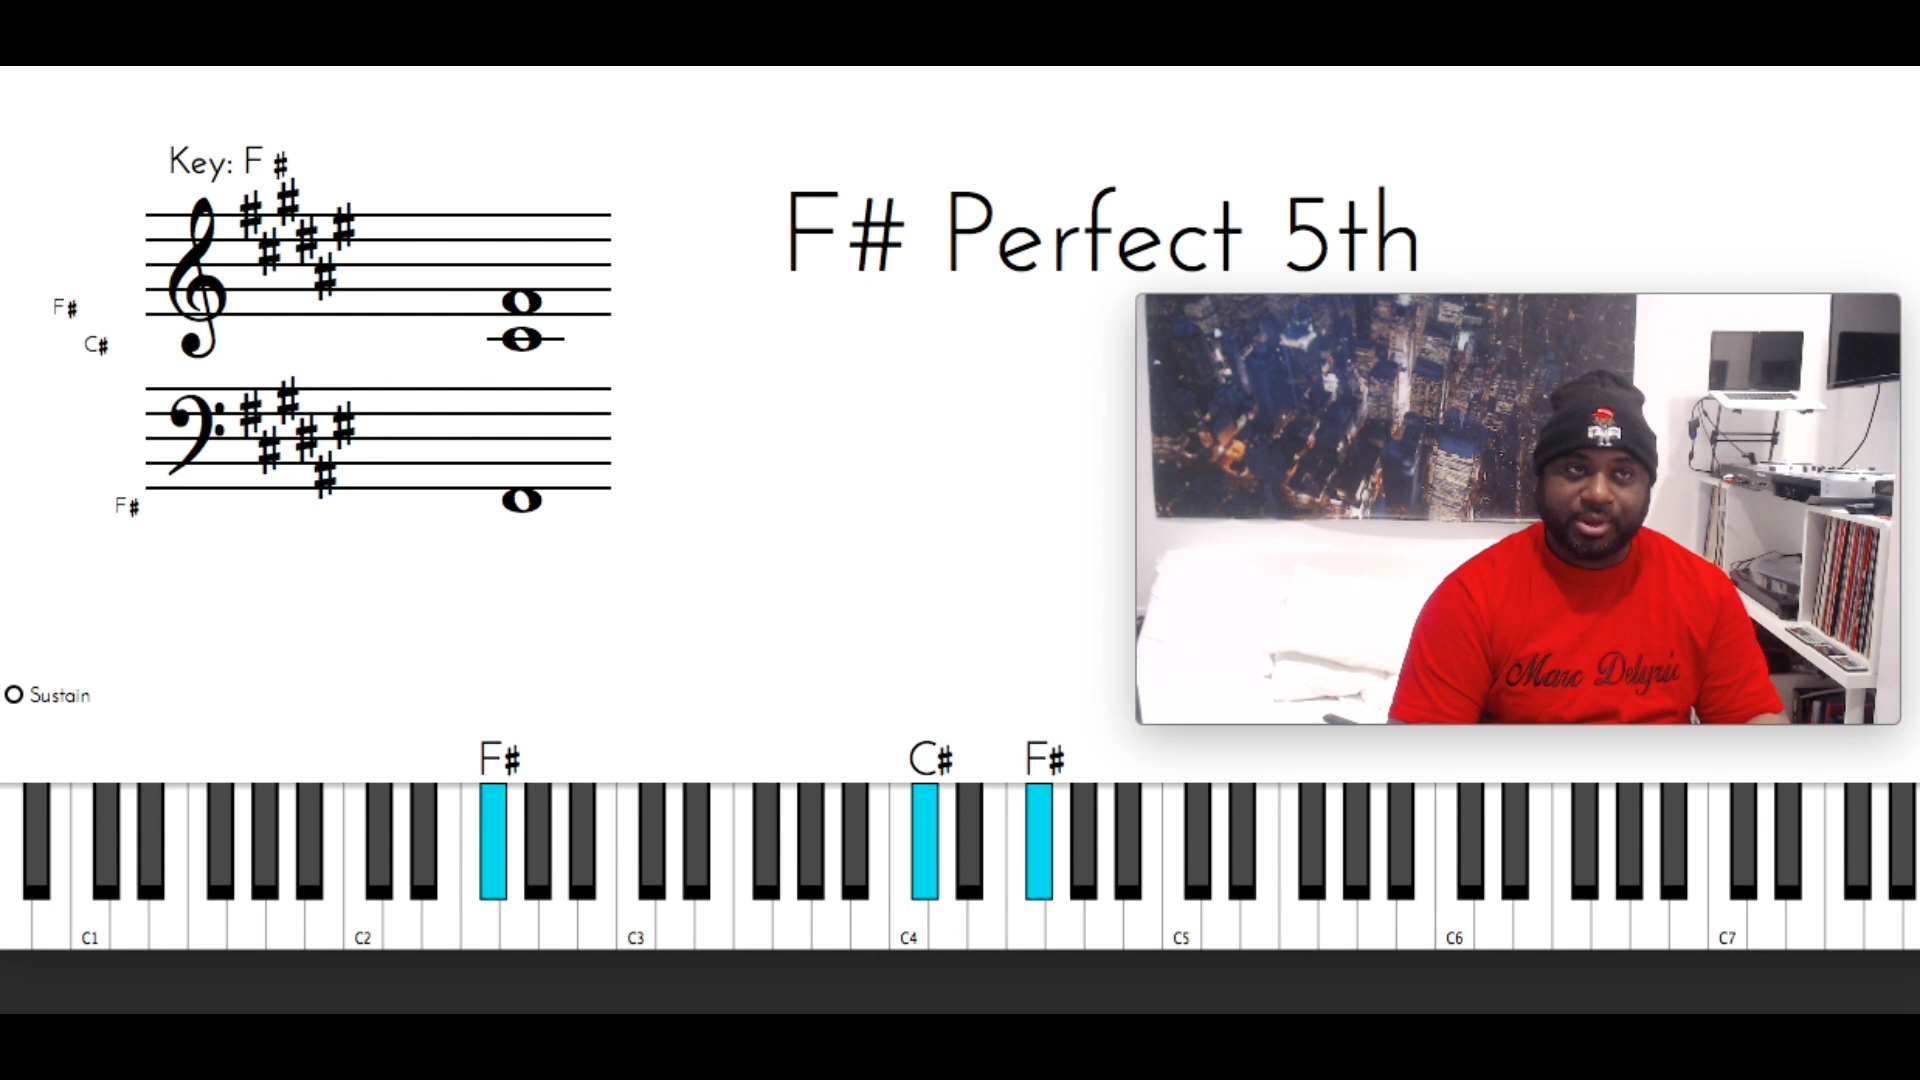 Key: F #
F# Perfect 5th
F#
C#
F#
Marc Delyric
Sustain
F# C# F#
C1 C2 C3 C4 C5 C6 C7